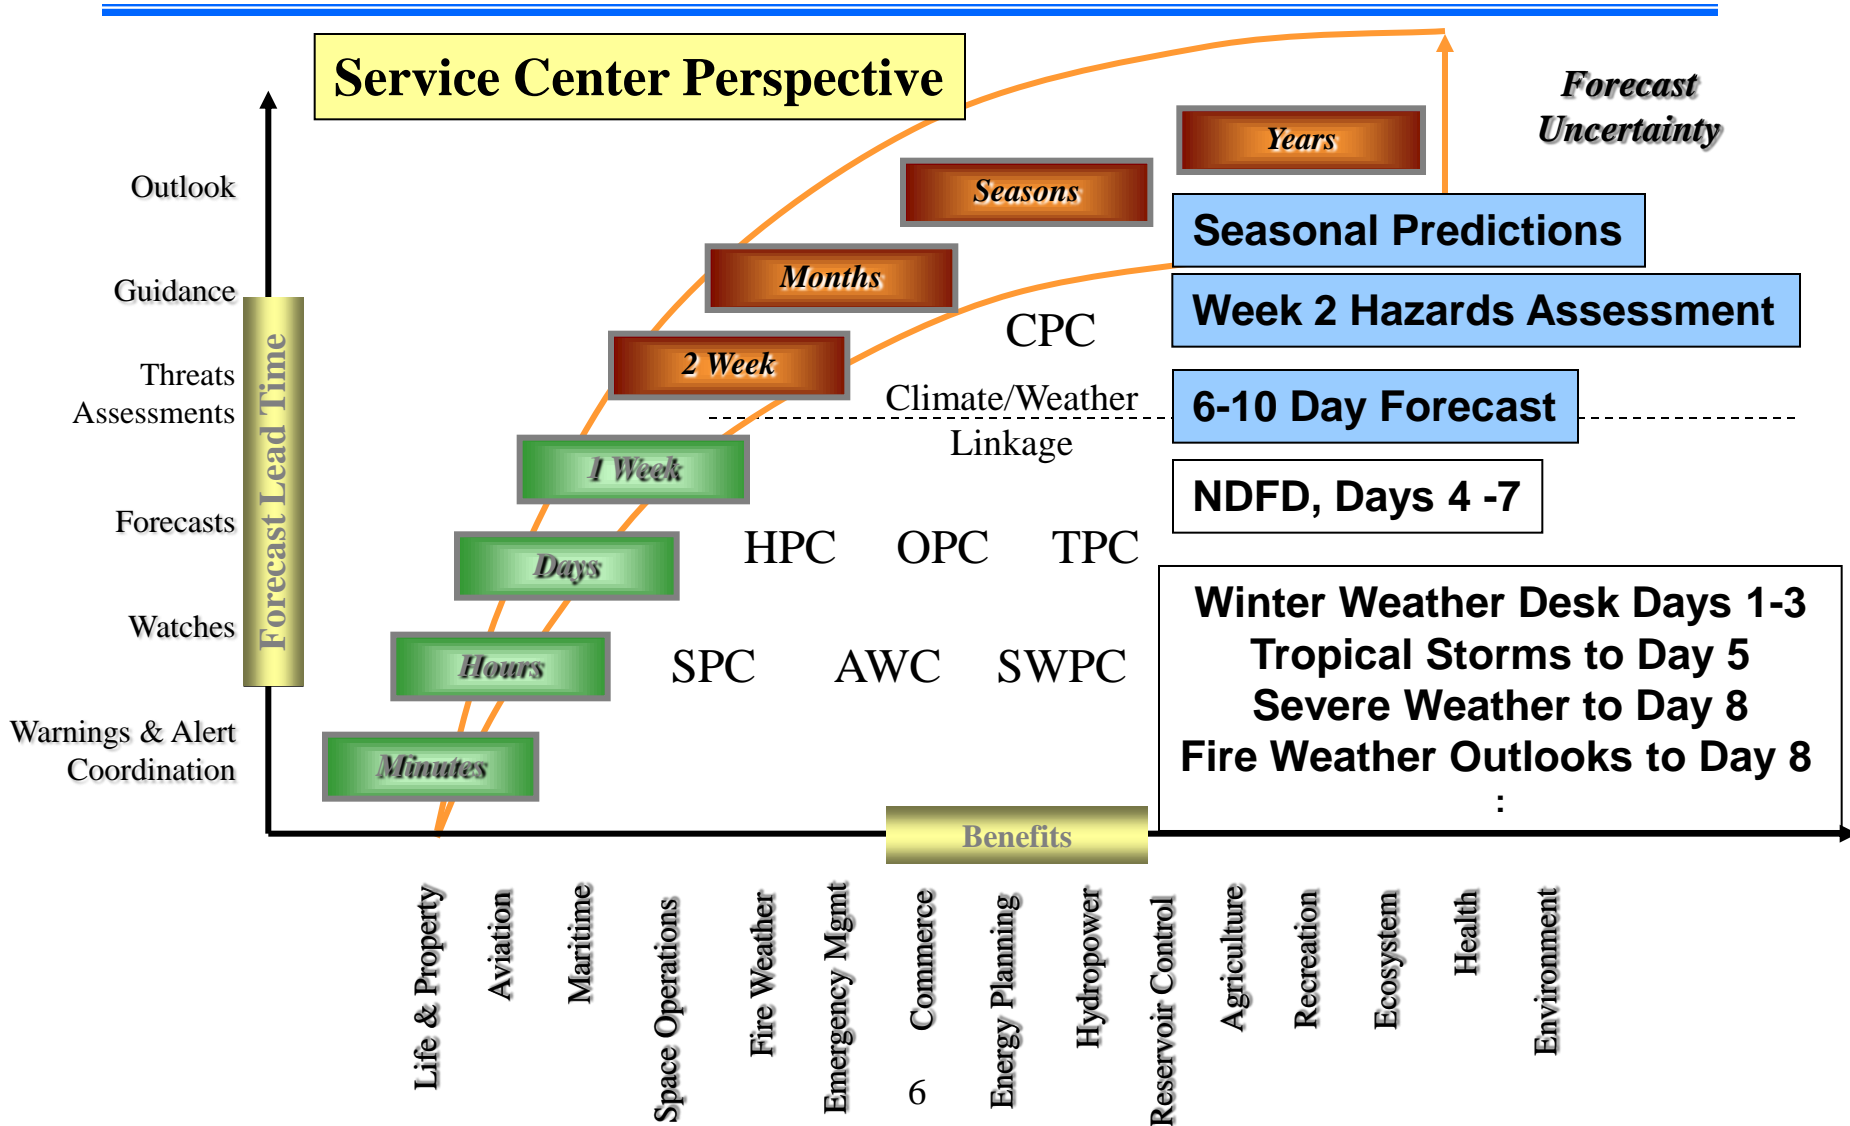 Service Center Perspective
Forecast
Uncertainty
Years
Seasons
Months
2 Week
1 Week
Days
Hours
Minutes
Outlook
Guidance
Threats
Assessments
Forecasts
Watches
Warnings & Alert
Coordination
Forecast Lead Time
CPC
Climate/Weather
Linkage
HPC OPC TPC
SPC AWC SWPC
Seasonal Predictions
Week 2 Hazards Assessment
6-10 Day Forecast
NDFD, Days 4 -7
Winter Weather Desk Days 1-3
Tropical Storms to Day 5
Severe Weather to Day 8
Fire Weather Outlooks to Day 8
:
Benefits
Life & Property
Aviation
Maritime
Space Operations
Fire Weather
Emergency Mgmt
Commerce
Energy Planning
Hydropower
Reservoir Control
Agriculture
Recreation
Ecosystem
Health
Environment
6